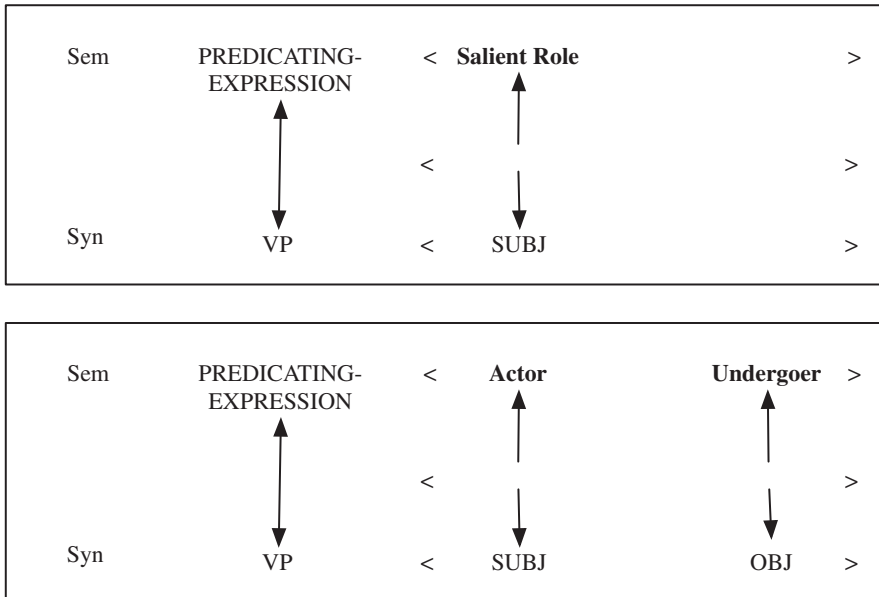 Sem PREDICATING- < Salient Role >
EXPRESSION
< >
Syn VP < SUBJ >
Sem PREDICATING- < Actor Undergoer >
EXPRESSION
< >
Syn VP < SUBJ OBJ >